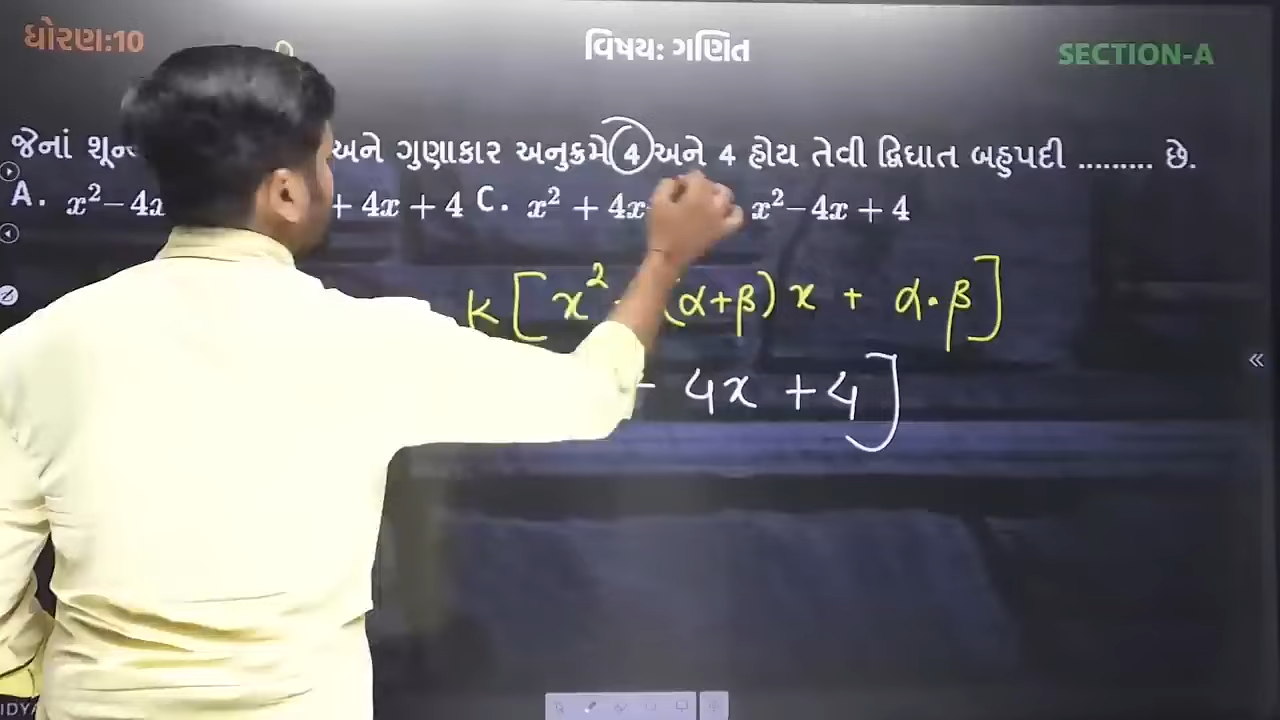 ધોરણ:10 વિષય: ગણિત SECTION-A
જેનાં અને ગુણાકાર અનુક્રમે 4 અને 4 હોય તેવી દ્વિઘાત બહુપદી ......... છે.
A. x²–4x + 4x + 4 C. x² + 4x x²–4x + 4
K[x² (α+β)x + α·β]
- 4x + 4]